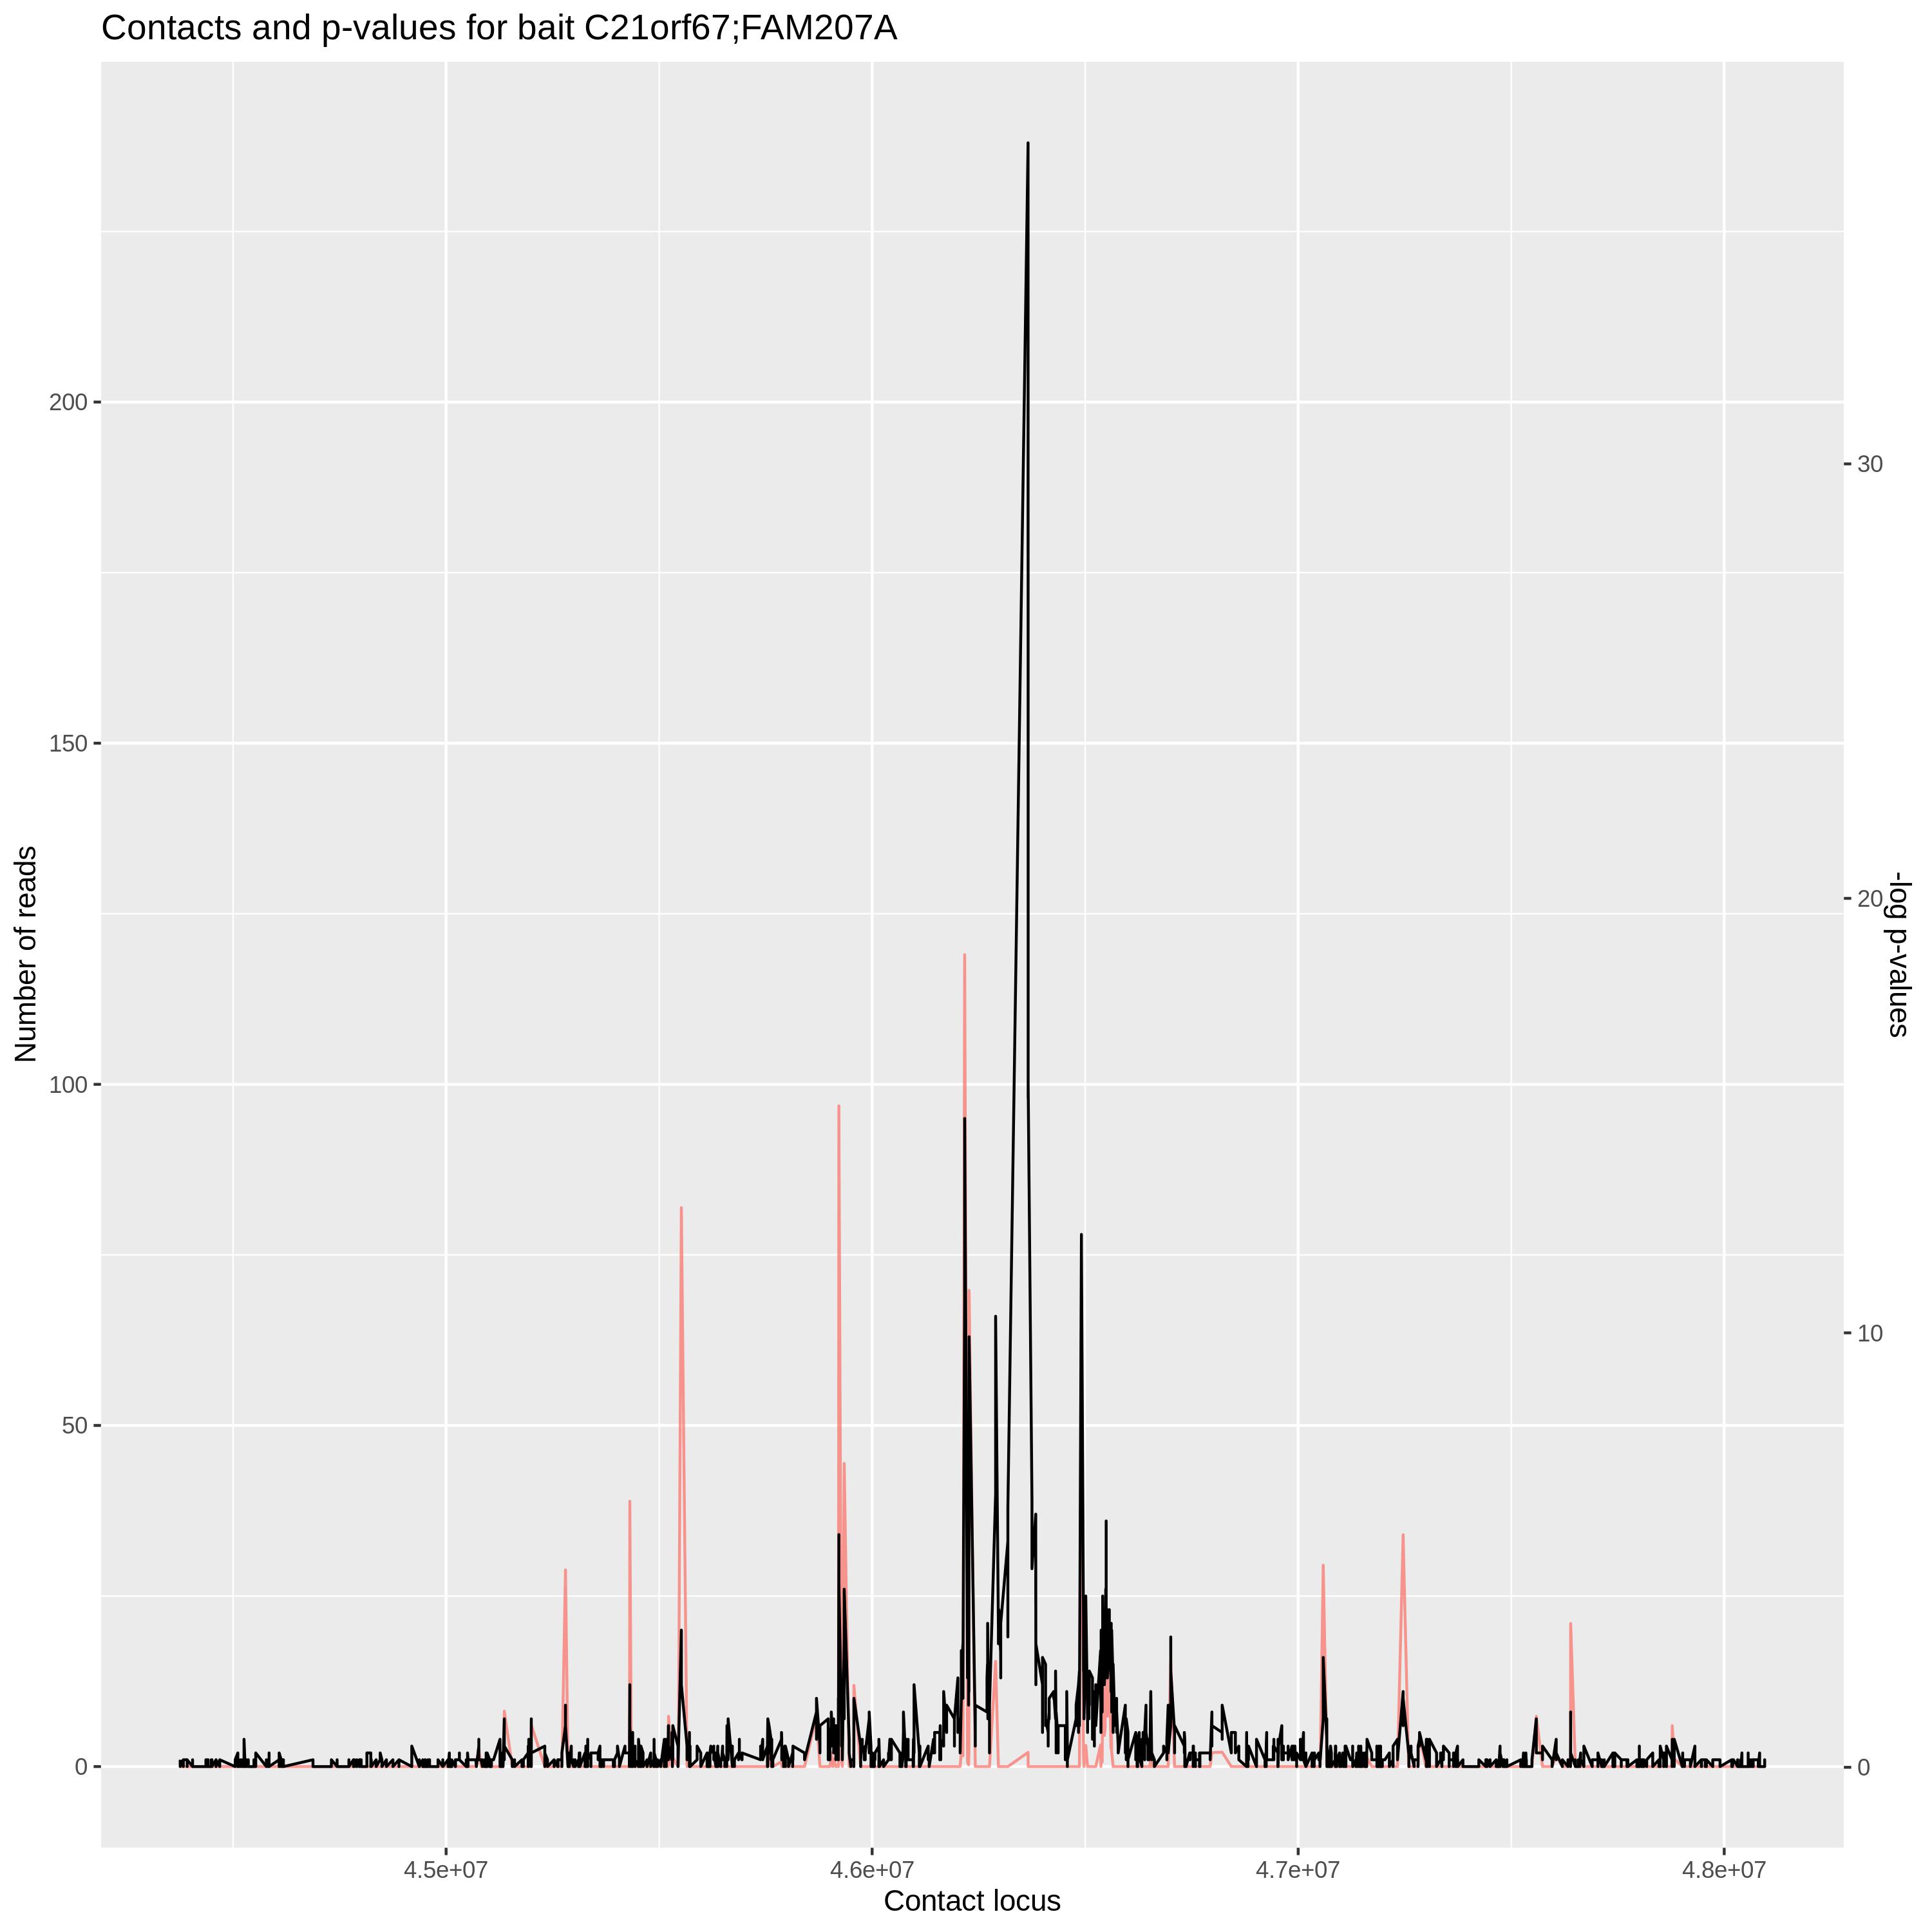 Contacts and p-values for bait C21orf67;FAM207A
Number of reads
200
150
100
50
0
30
20
10
0
-log p-values
4.5e+07
4.6e+07
4.7e+07
4.8e+07
Contact locus